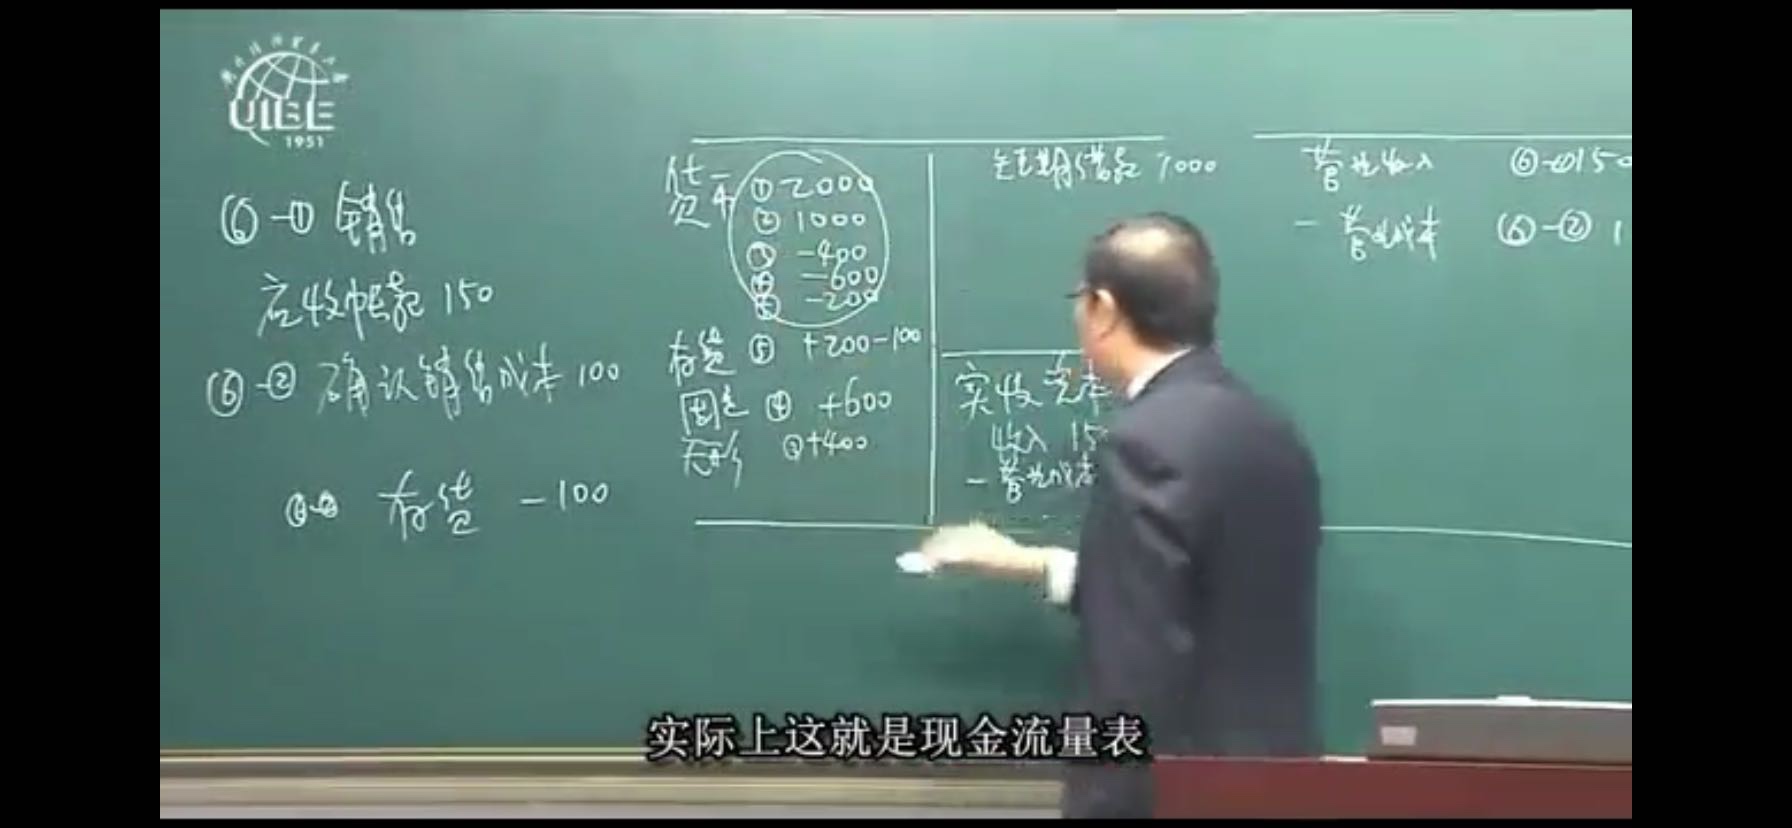 UIBE
1951
⑥-① 销售
应收帐款 150
⑥-② 确认销售成本 100
⑥-② 存货 -100
货币 ① 2000
② 1000
③ -400
④ -600
⑤ -200
存货 ⑤ +200-100
固定 ④ +600
无形 ③+400
短期借款 1000
实收资本
收入 15
- 营业成本
营业收入 ⑥-①150
- 营业成本 ⑥-② 1
实际上这就是现金流量表